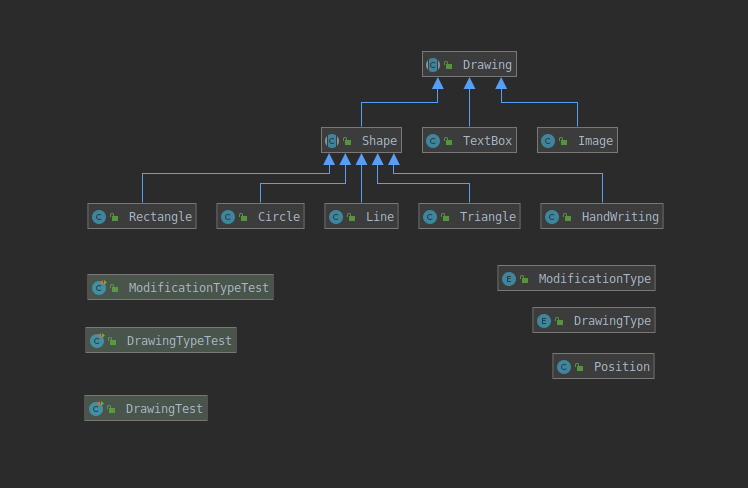 Drawing
Shape
TextBox
Image
Rectangle
Circle
Line
Triangle
HandWriting
ModificationTypeTest
ModificationType
DrawingTypeTest
DrawingType
Position
DrawingTest